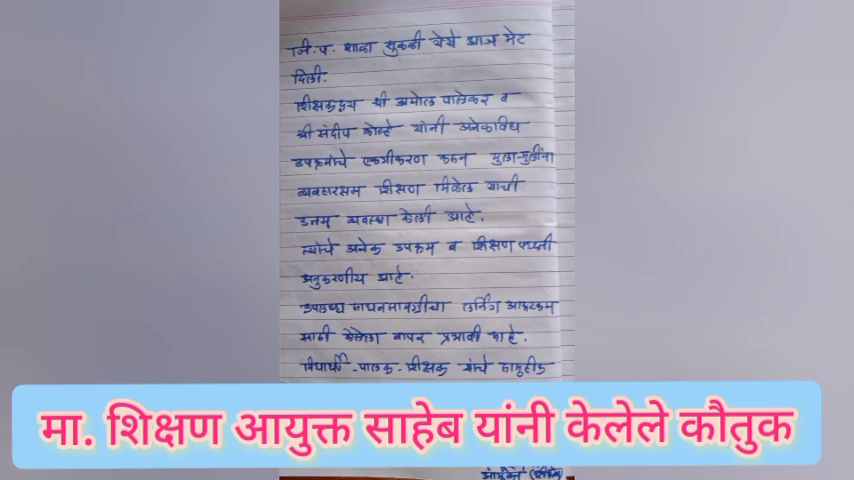 जि. प. शाळा सुकळी येथे आज भेट
दिली.
शिक्षकद्वय श्री अमोल पालेकर व
श्री संदीप कोल्हे यांनी अनेकविध
उपक्रमांचे एकत्रीकरण करून मुला-मुलींना
व्यवहारसम शिक्षण मिळेल याची
उत्तम व्यवस्था केली आहे.
त्यांचे अनेक उपक्रम व शिक्षण पध्दती
अनुकरणीय आहे.
उपलब्ध साधनसामग्रीचा लर्निंग आऊटकम
साठी केलेला वापर प्रभावी आहे.
विद्यार्थी-पालक-शिक्षक यांचे सामुहीक
मा. शिक्षण आयुक्त साहेब यांनी केलेले कौतुक